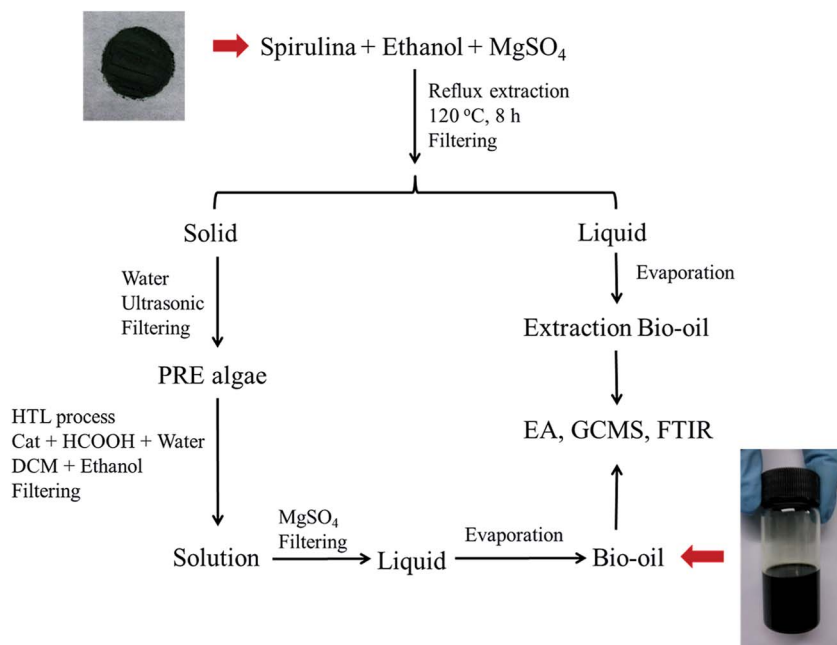 Spirulina + Ethanol + MgSO₄
Reflux extraction
120 °C, 8 h
Filtering
Solid
Liquid
Water
Ultrasonic
Filtering
Evaporation
Extraction Bio-oil
PRE algae
HTL process
Cat + HCOOH + Water
DCM + Ethanol
Filtering
EA, GCMS, FTIR
Solution
MgSO₄
Filtering
Liquid
Evaporation
Bio-oil